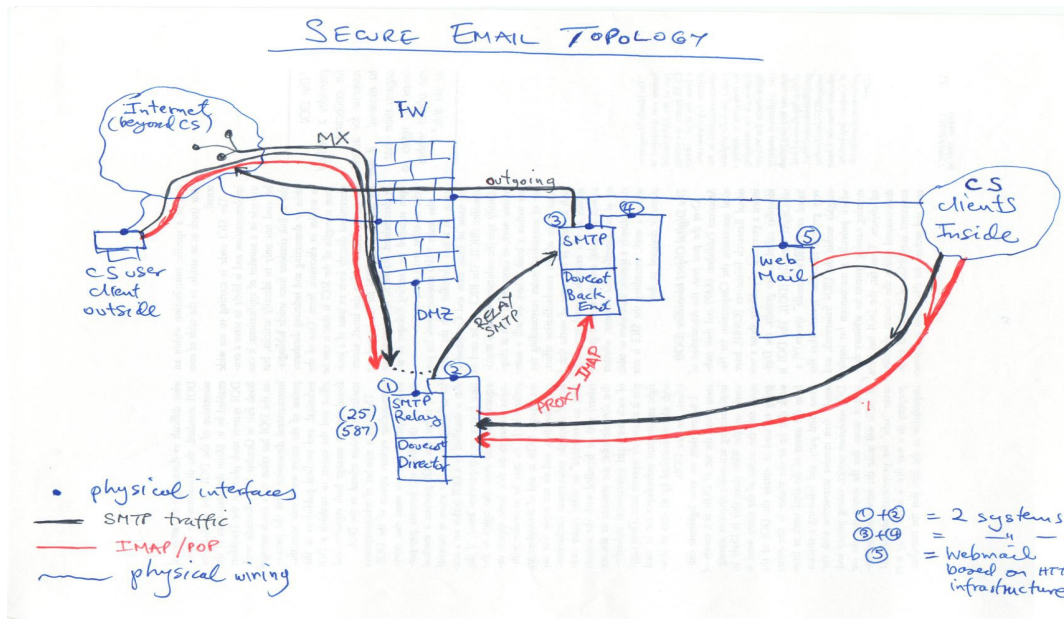 SECURE EMAIL TOPOLOGY
Internet
(beyond CS)
MX
FW
outgoing
CS
clients
Inside
③
④
SMTP
Dovecot
Back
End
⑤
Web
Mail
CS user
client
outside
DMZ
RELAY
SMTP
PROXY IMAP
①
②
SMTP
Relay
(25)
(587)
Dovecot
Director
• physical interfaces
SMTP traffic
IMAP/POP
physical wiring
①+② = 2 systems
③+④ = — " —
⑤ = Webmail
based on HTT
infrastructure